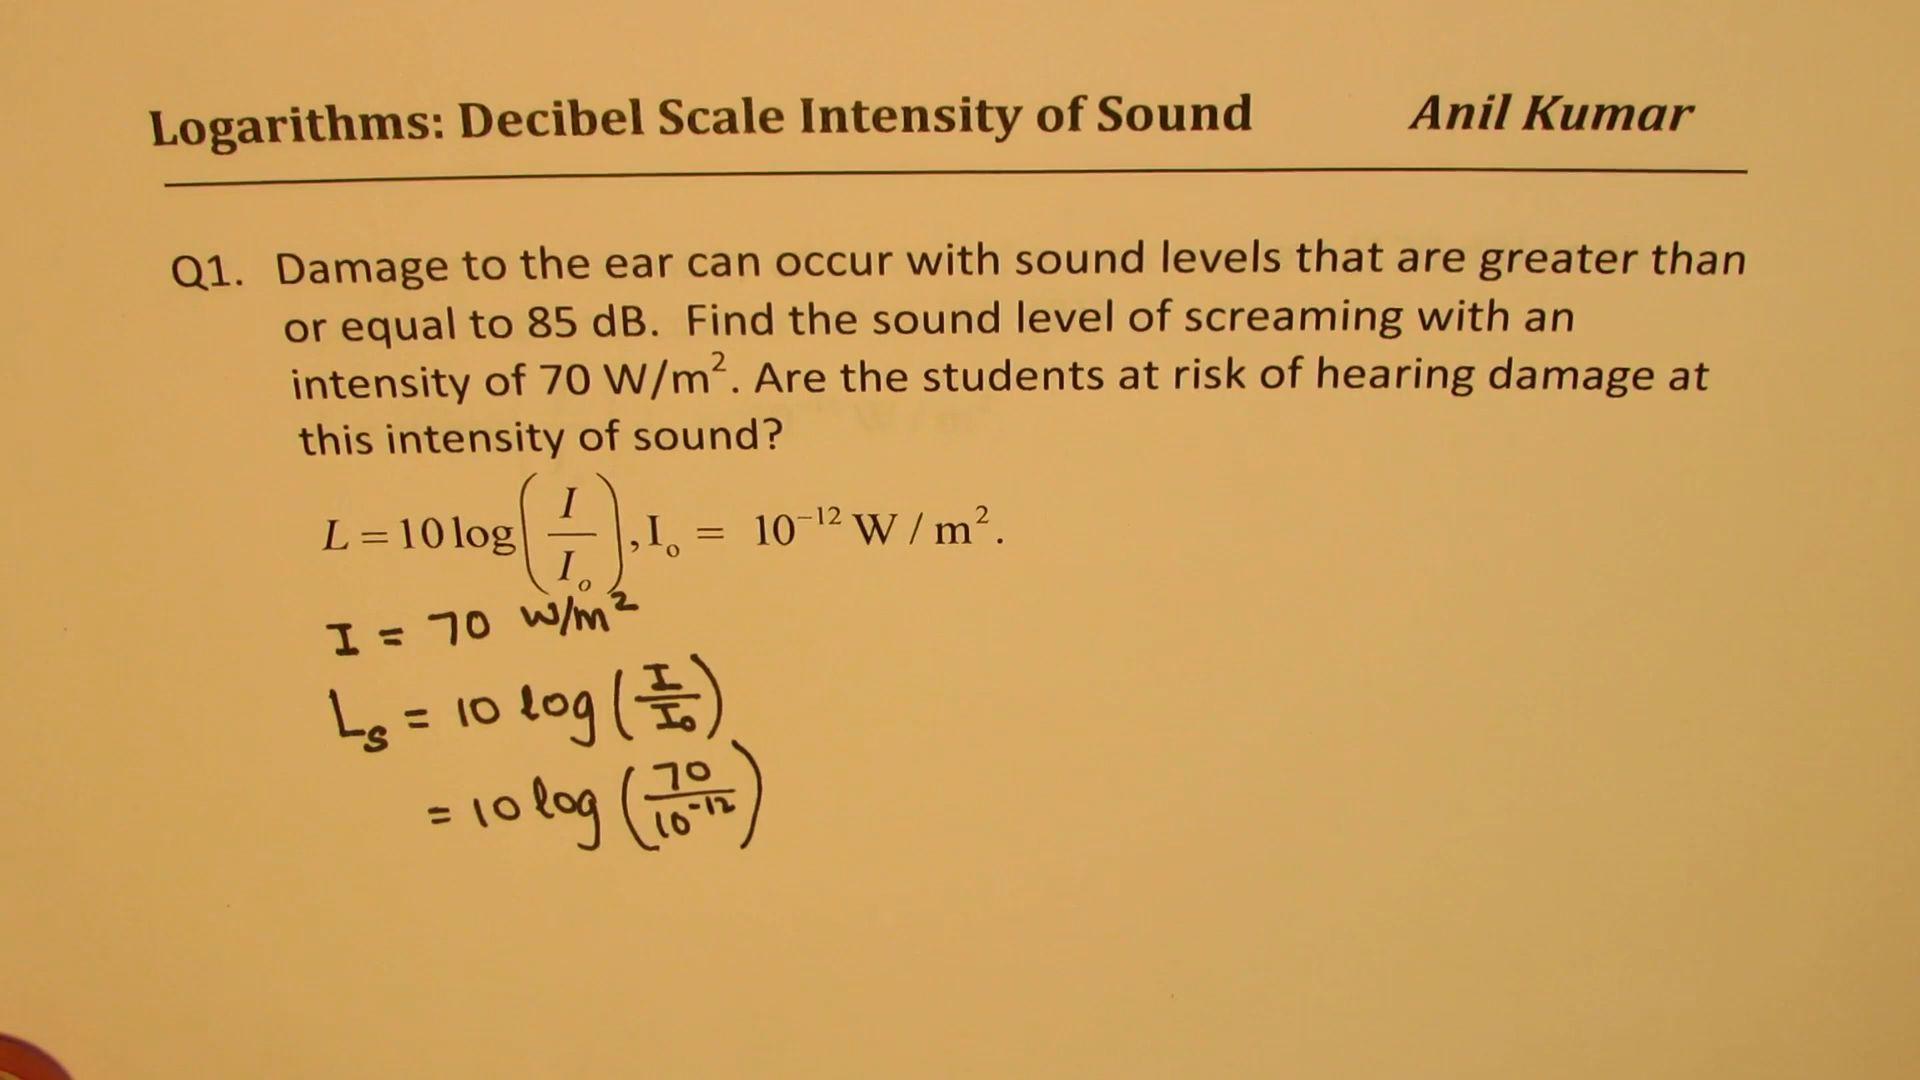 Logarithms: Decibel Scale Intensity of Sound Anil Kumar
Q1. Damage to the ear can occur with sound levels that are greater than
or equal to 85 dB. Find the sound level of screaming with an
intensity of 70 W/m². Are the students at risk of hearing damage at
this intensity of sound?
L = 10 log(I/I₀), I₀ = 10⁻¹² W / m².
I = 70 W/m²
Lₛ = 10 log (I/I₀)
= 10 log (70/10⁻¹²)